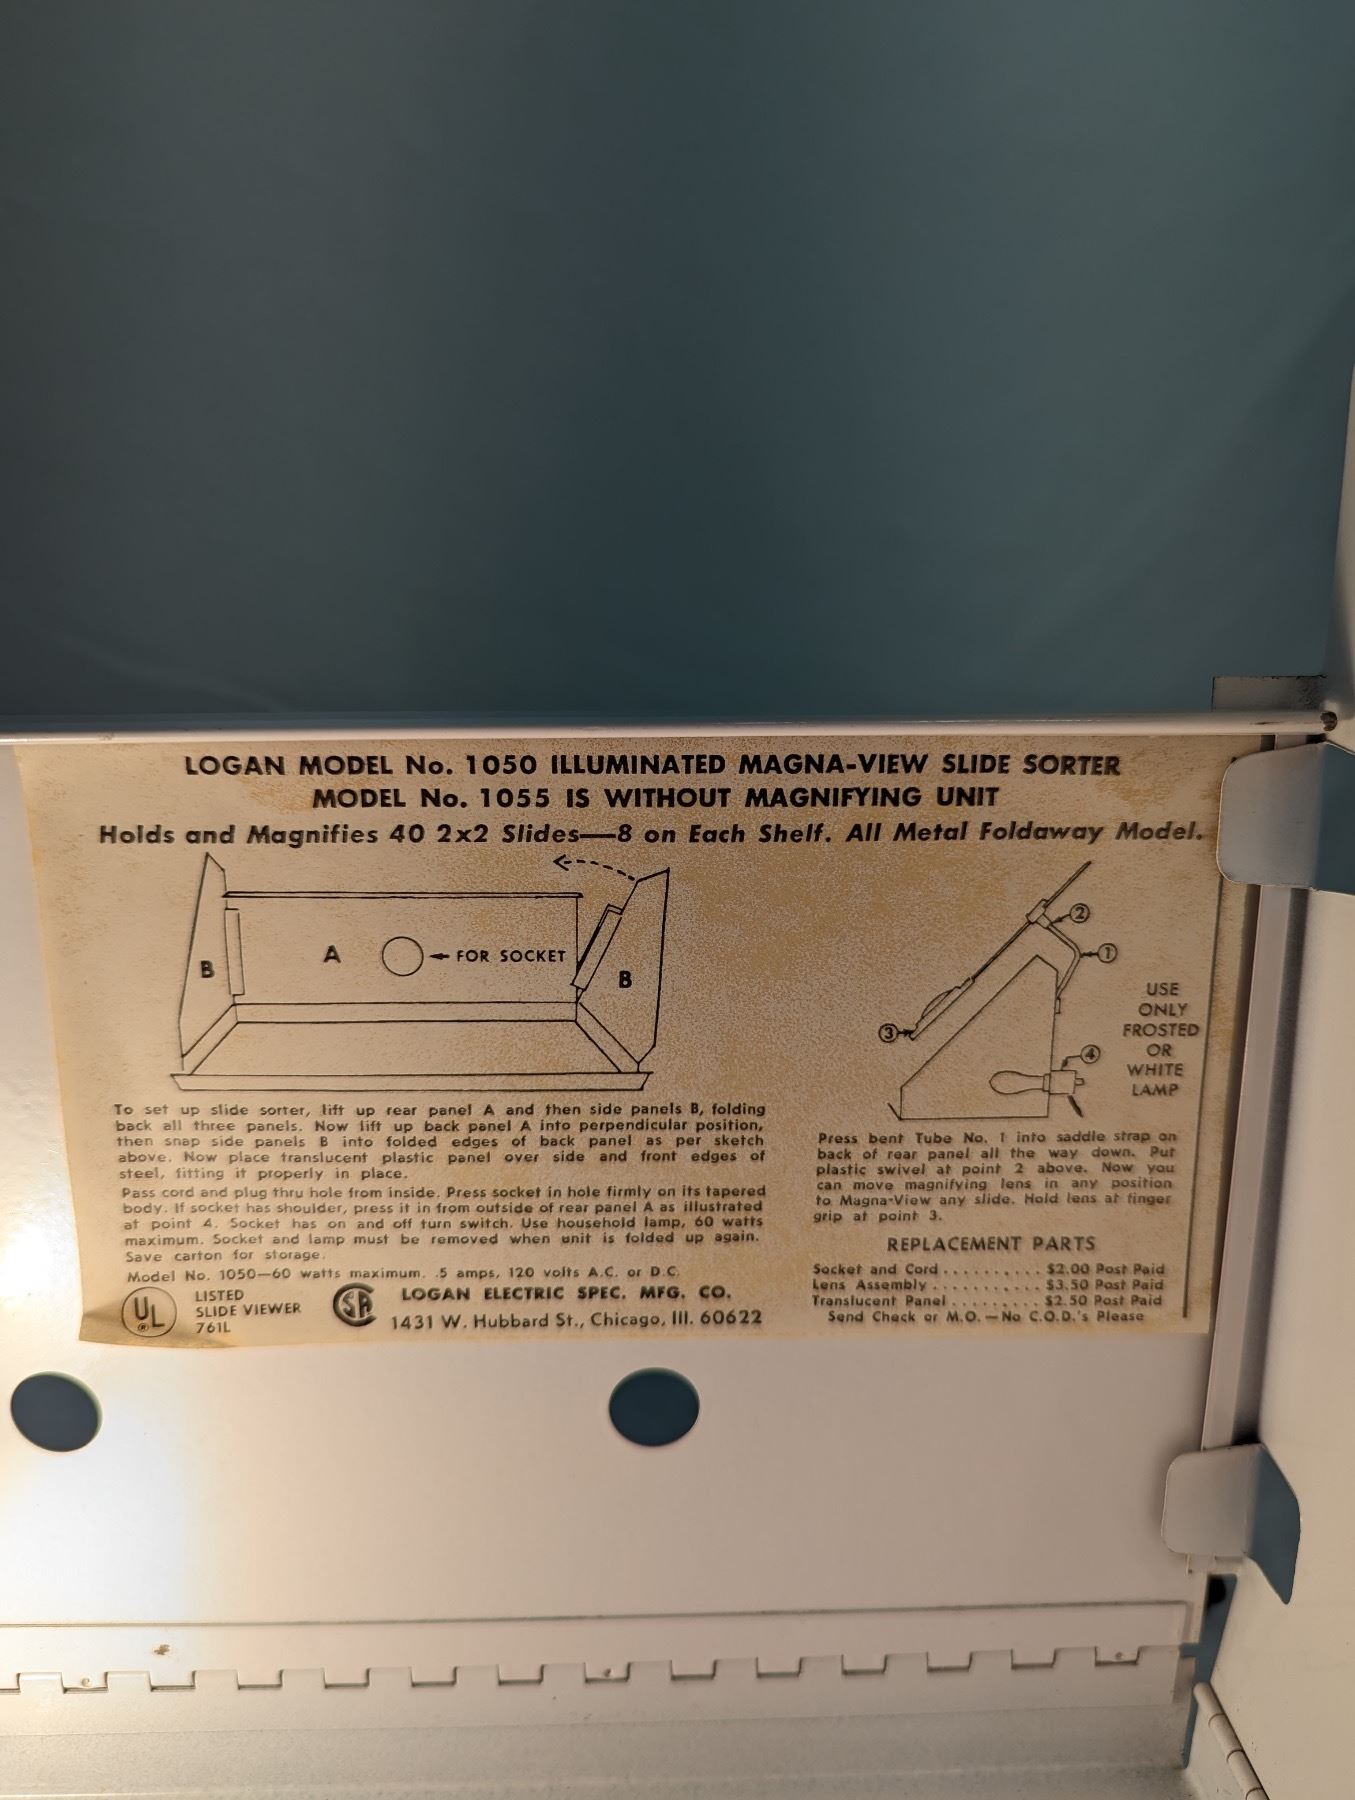 LOGAN MODEL No. 1050 ILLUMINATED MAGNA-VIEW SLIDE SORTER
MODEL No. 1055 IS WITHOUT MAGNIFYING UNIT
Holds and Magnifies 40 2x2 Slides—8 on Each Shelf. All Metal Foldaway Model.
B
A
FOR SOCKET
B
To set up slide sorter, lift up rear panel A and then side panels B, folding
back all three panels. Now lift up back panel A into perpendicular position,
then snap side panels B into folded edges of back panel as per sketch
above. Now place translucent plastic panel over side and front edges of
steel, fitting it properly in place.
Pass cord and plug thru hole from inside. Press socket in hole firmly on its tapered
body. If socket has shoulder, press it in from outside of rear panel A as illustrated
at point 4. Socket has on and off turn switch. Use household lamp, 60 watts
maximum. Socket and lamp must be removed when unit is folded up again.
Save carton for storage.
Model No. 1050—60 watts maximum. .5 amps, 120 volts A.C. or D.C.
UL
®
LISTED
SLIDE VIEWER
761L
SA
LOGAN ELECTRIC SPEC. MFG. CO.
1431 W. Hubbard St., Chicago, Ill. 60622
2
1
3
4
USE
ONLY
FROSTED
OR
WHITE
LAMP
Press bent Tube No. 1 into saddle strap on
back of rear panel all the way down. Put
plastic swivel at point 2 above. Now you
can move magnifying lens in any position
to Magna-View any slide. Hold lens at finger
grip at point 3.
REPLACEMENT PARTS
Socket and Cord . . . . . . . . . . $2.00 Post Paid
Lens Assembly . . . . . . . . . . . $3.50 Post Paid
Translucent Panel . . . . . . . . . $2.50 Post Paid
Send Check or M.O. — No C.O.D.'s Please